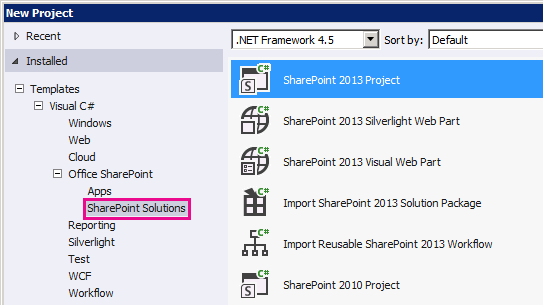 New Project
Recent
.NET Framework 4.5 Sort by: Default
Installed
Templates
Visual C#
Windows
Web
Cloud
Office SharePoint
Apps
SharePoint Solutions
Reporting
Silverlight
Test
WCF
Workflow
C# SharePoint 2013 Project
C# SharePoint 2013 Silverlight Web Part
C# SharePoint 2013 Visual Web Part
C# Import SharePoint 2013 Solution Package
C# Import Reusable SharePoint 2013 Workflow
C# SharePoint 2010 Project